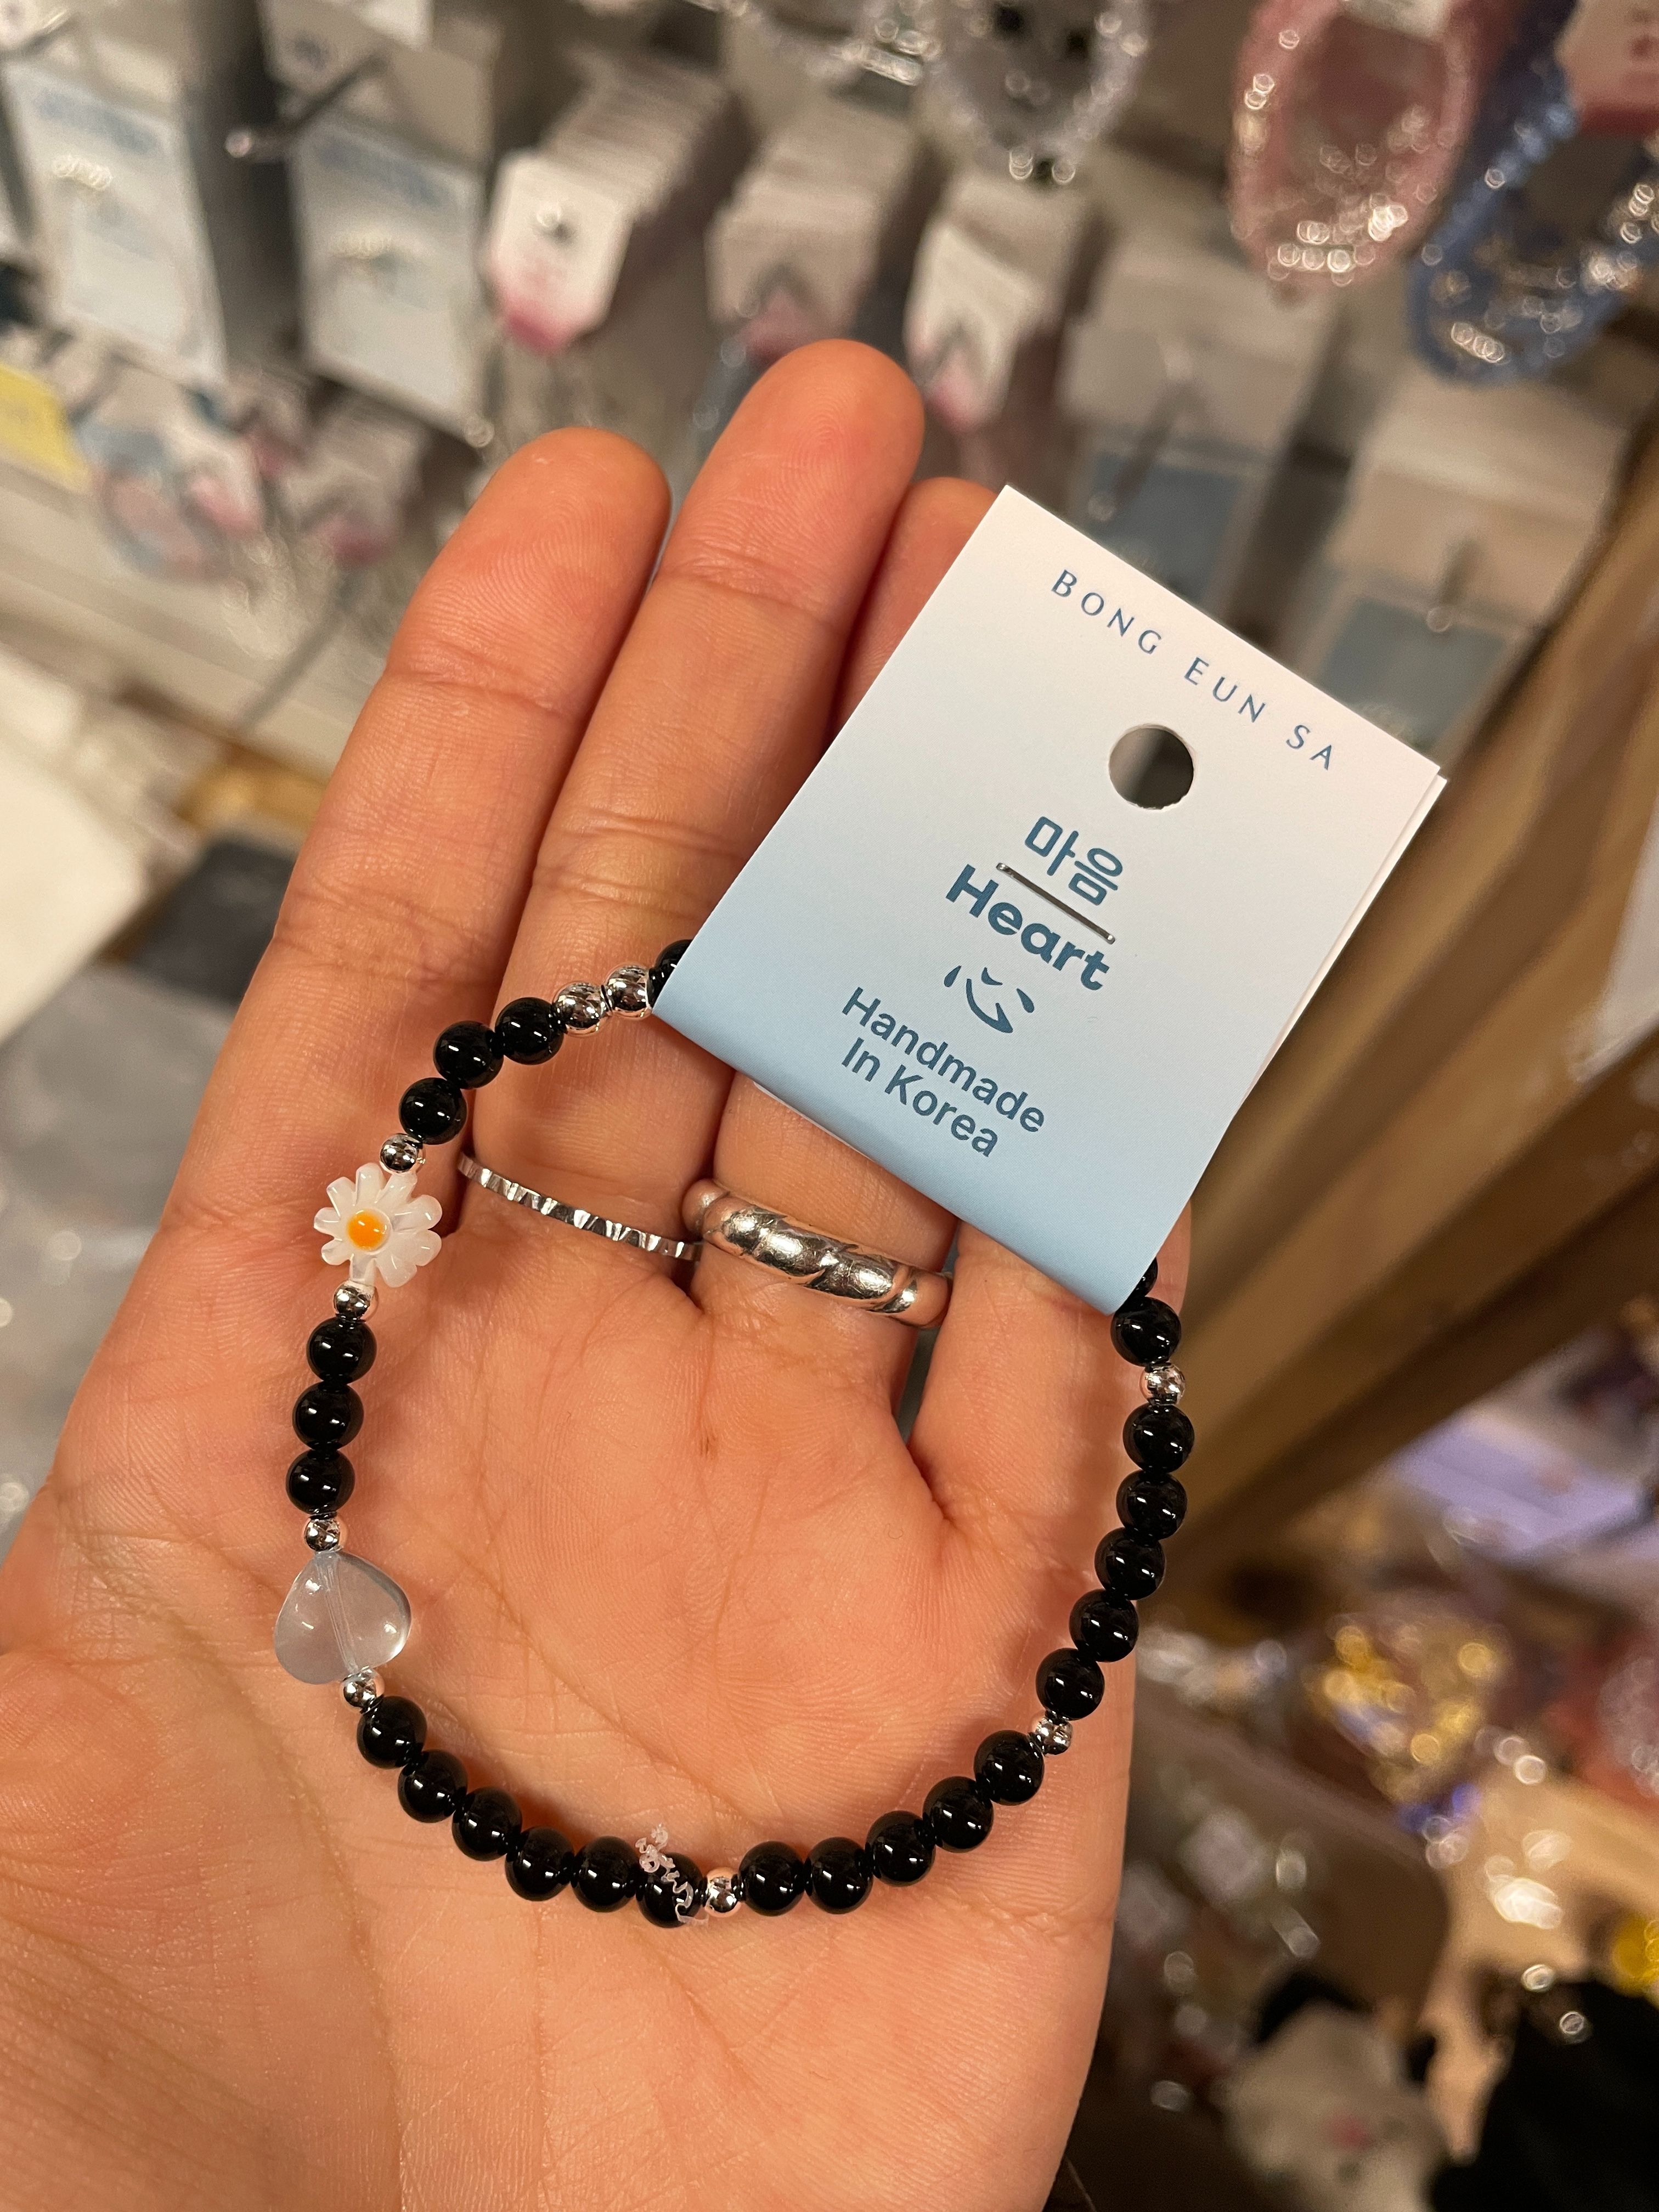 BONG EUN SA
마음
Heart
心
Handmade
In Korea